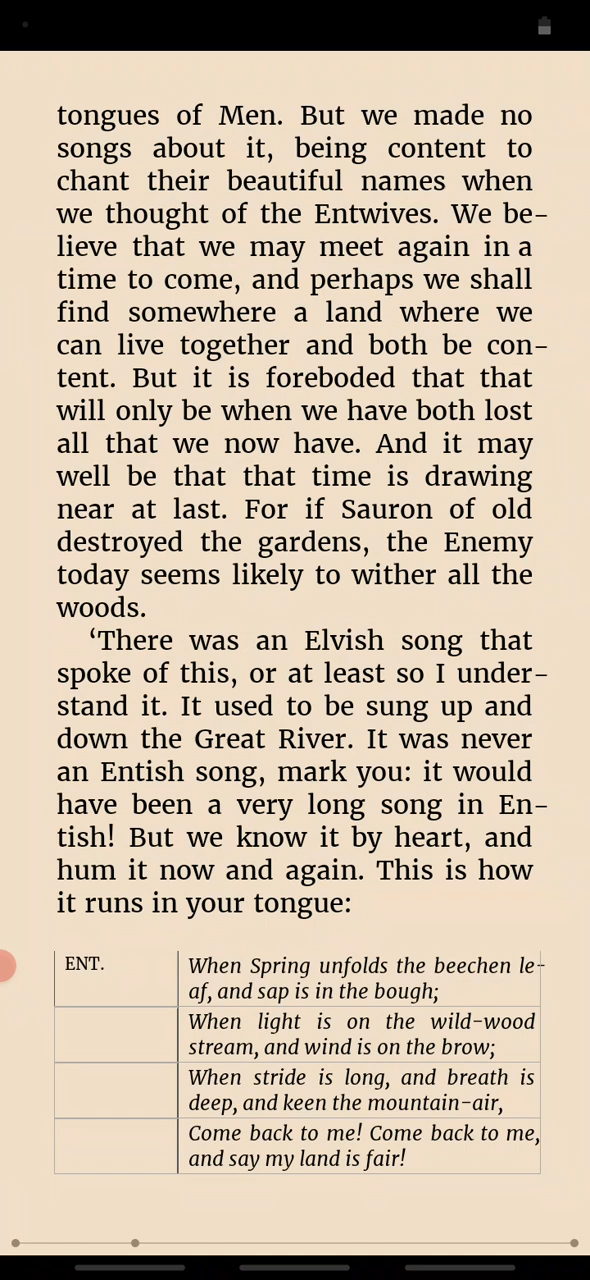 tongues of Men. But we made no
songs about it, being content to
chant their beautiful names when
we thought of the Entwives. We be-
lieve that we may meet again in a
time to come, and perhaps we shall
find somewhere a land where we
can live together and both be con-
tent. But it is foreboded that that
will only be when we have both lost
all that we now have. And it may
well be that that time is drawing
near at last. For if Sauron of old
destroyed the gardens, the Enemy
today seems likely to wither all the
woods.
‘There was an Elvish song that
spoke of this, or at least so I under-
stand it. It used to be sung up and
down the Great River. It was never
an Entish song, mark you: it would
have been a very long song in En-
tish! But we know it by heart, and
hum it now and again. This is how
it runs in your tongue:
ENT. When Spring unfolds the beechen le-
af, and sap is in the bough;
When light is on the wild-wood
stream, and wind is on the brow;
When stride is long, and breath is
deep, and keen the mountain-air,
Come back to me! Come back to me,
and say my land is fair!